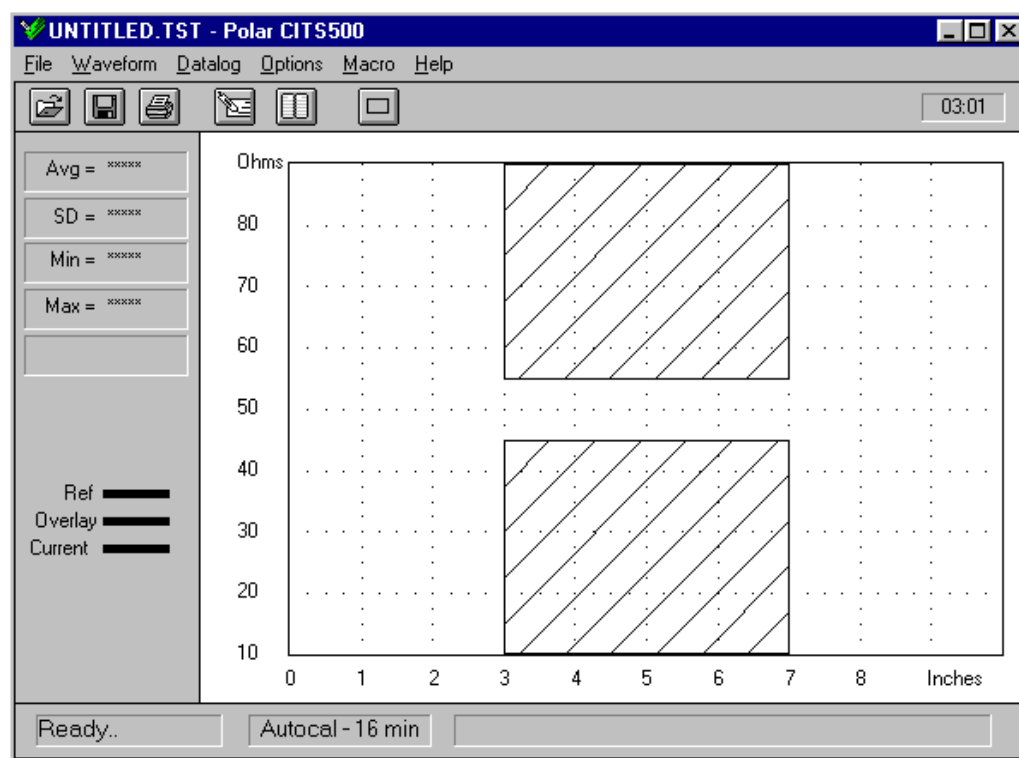 UNTITLED.TST - Polar CITS500
File Waveform Datalog Options Macro Help
03:01
Avg = *****
SD = *****
Min = *****
Max = *****
Ref
Overlay
Current
Ohms
80
70
60
50
40
30
20
10
0 1 2 3 4 5 6 7 8 Inches
Ready.. Autocal - 16 min